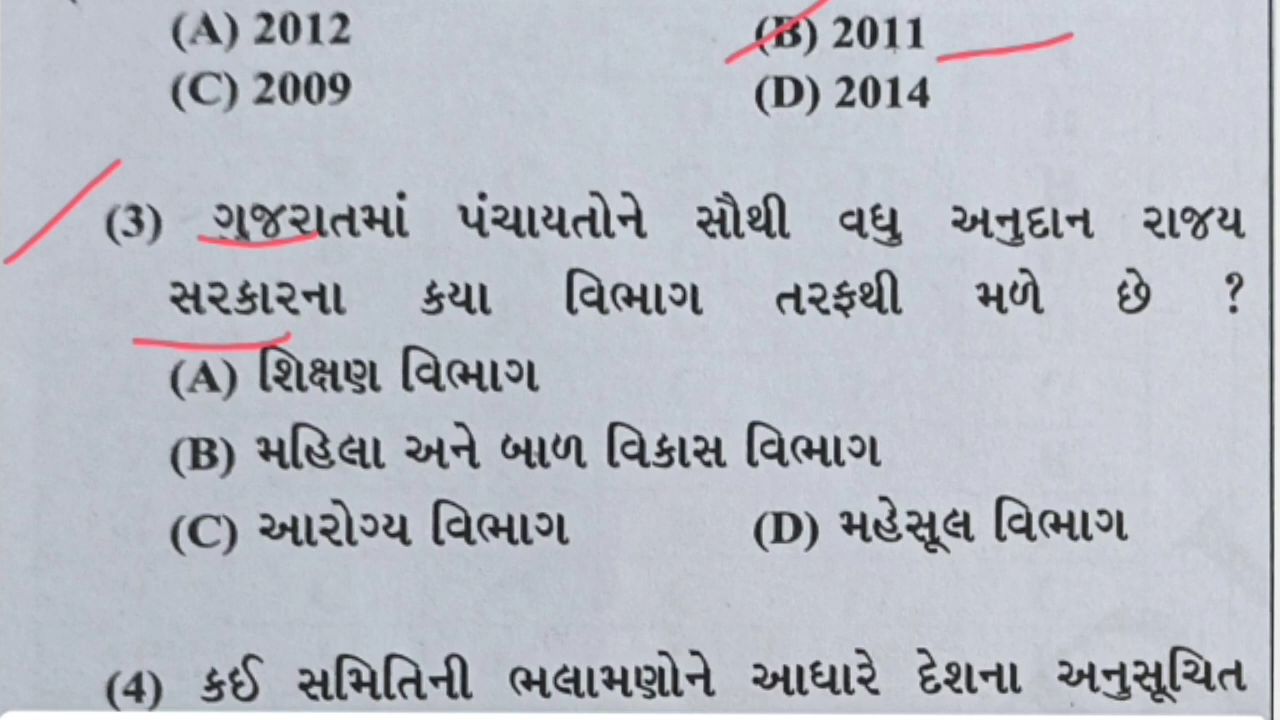 (A) 2012 (B) 2011
(C) 2009 (D) 2014
(3) ગુજરાતમાં પંચાયતોને સૌથી વધુ અનુદાન રાજય
સરકારના કયા વિભાગ તરફથી મળે છે ?
(A) શિક્ષણ વિભાગ
(B) મહિલા અને બાળ વિકાસ વિભાગ
(C) આરોગ્ય વિભાગ (D) મહેસૂલ વિભાગ
(4) કઈ સમિતિની ભલામણોને આધારે દેશના અનુસૂચિત